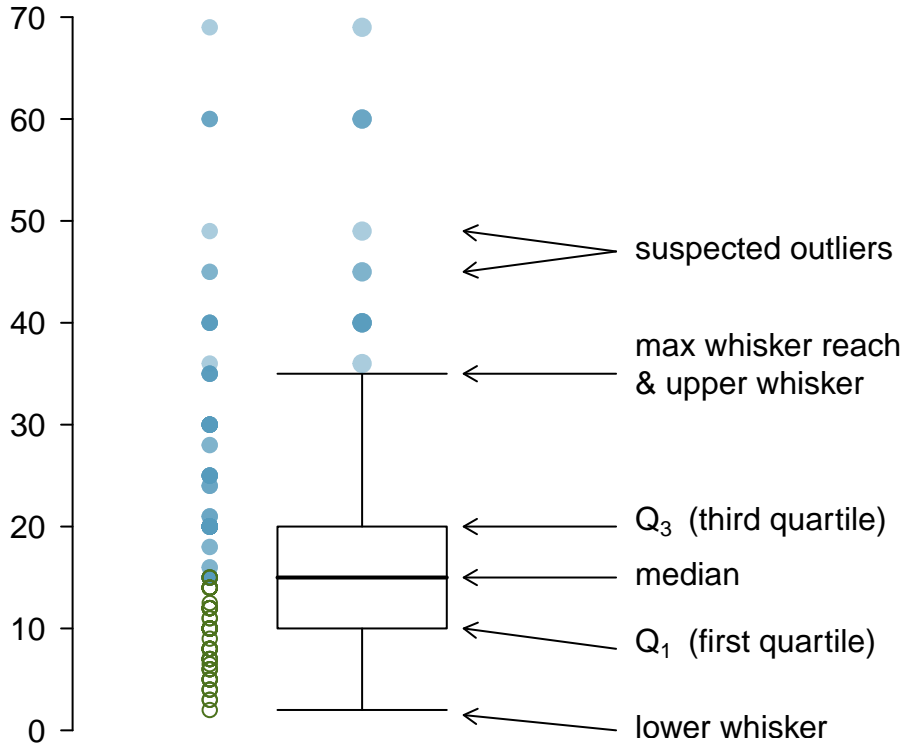 70
60
50
40
30
20
10
0
suspected outliers
max whisker reach
& upper whisker
Q₃ (third quartile)
median
Q₁ (first quartile)
lower whisker